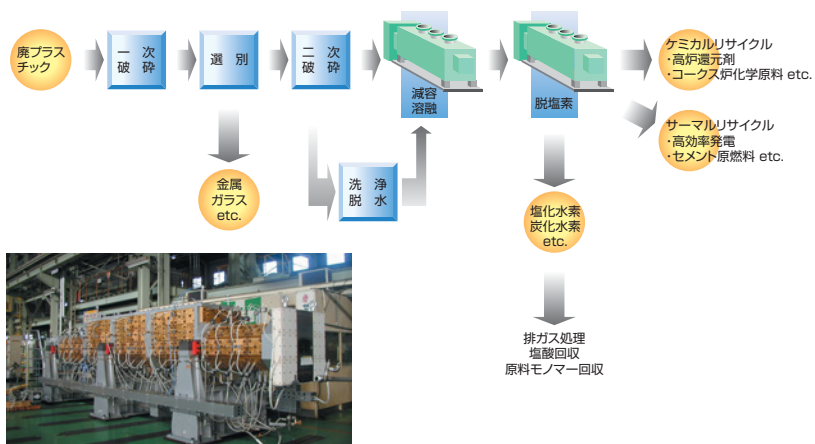 廃プラス
チック
一次
破砕
選別
二次
破砕
減容
溶融
脱塩素
ケミカルリサイクル
・高炉還元剤
・コークス炉化学原料 etc.
サーマルリサイクル
・高効率発電
・セメント原燃料 etc.
金属
ガラス
etc.
洗浄
脱水
塩化水素
炭化水素
etc.
排ガス処理
塩酸回収
原料モノマー回収